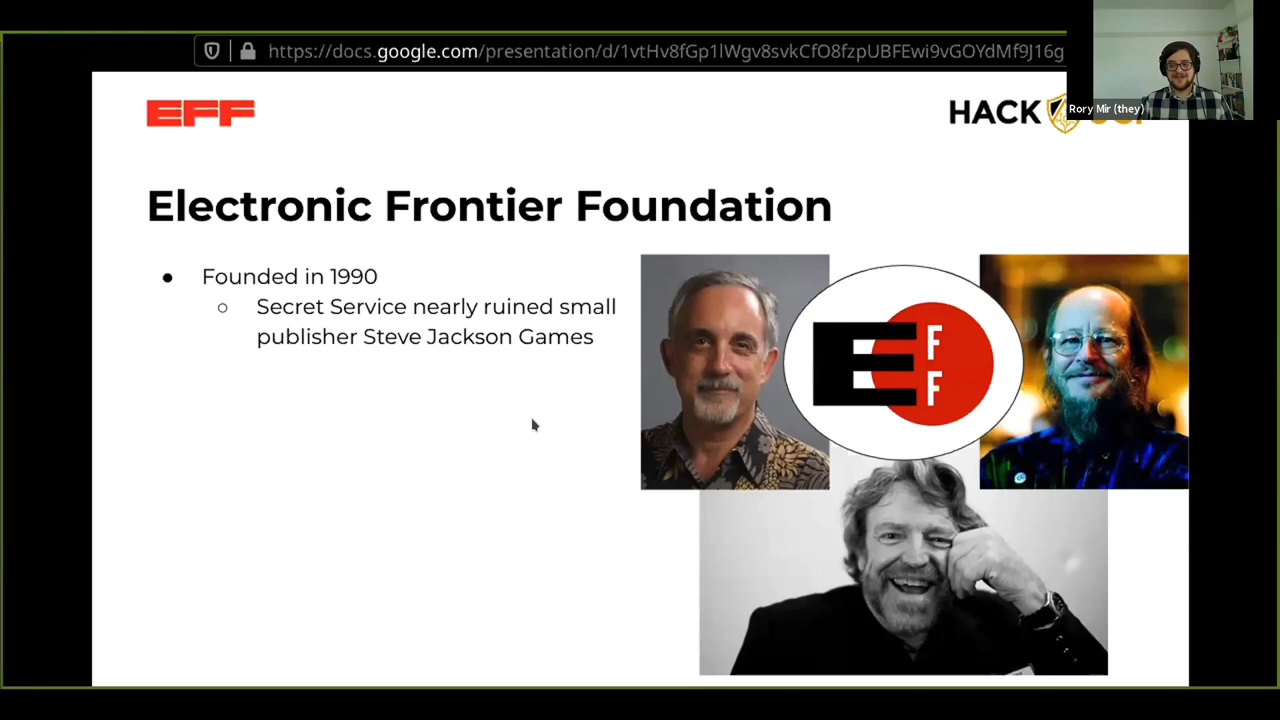 https://docs.google.com/presentation/d/1vtHv8fGp1lWgv8svkCfO8fzpUBFEwi9vGOYdMf9J16g
Rory Mir (they)
EFF
HACK
Electronic Frontier Foundation
● Founded in 1990
○ Secret Service nearly ruined small
publisher Steve Jackson Games
E
F
F